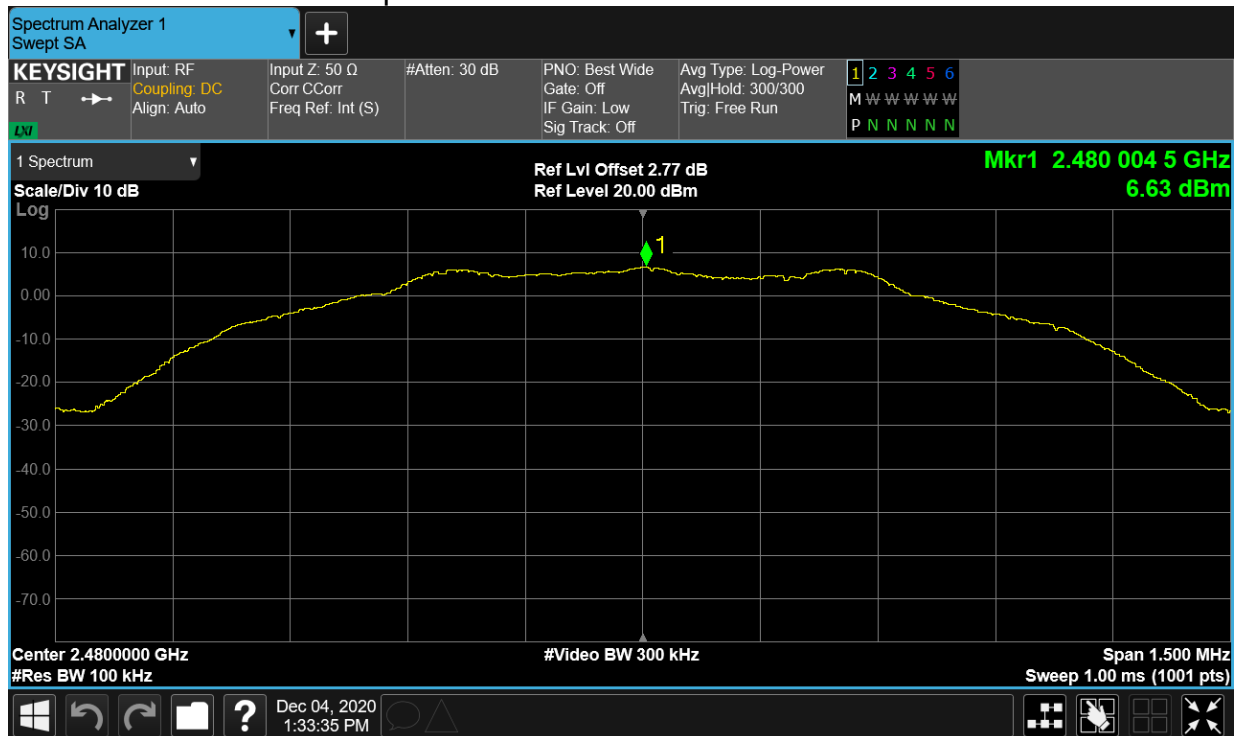 Spectrum Analyzer 1
Swept SA
+
KEYSIGHT
R T
LXI
Input: RF
Coupling: DC
Align: Auto
Input Z: 50 Ω
Corr CCorr
Freq Ref: Int (S)
#Atten: 30 dB
PNO: Best Wide
Gate: Off
IF Gain: Low
Sig Track: Off
Avg Type: Log-Power
Avg|Hold: 300/300
Trig: Free Run
1 2 3 4 5 6
M W W W W W
P N N N N N
1 Spectrum
Scale/Div 10 dB
Ref Lvl Offset 2.77 dB
Ref Level 20.00 dBm
Mkr1 2.480 004 5 GHz
6.63 dBm
Log
1
10.0
0.00
-10.0
-20.0
-30.0
-40.0
-50.0
-60.0
-70.0
Center 2.4800000 GHz
#Res BW 100 kHz
#Video BW 300 kHz
Span 1.500 MHz
Sweep 1.00 ms (1001 pts)
?
Dec 04, 2020
1:33:35 PM